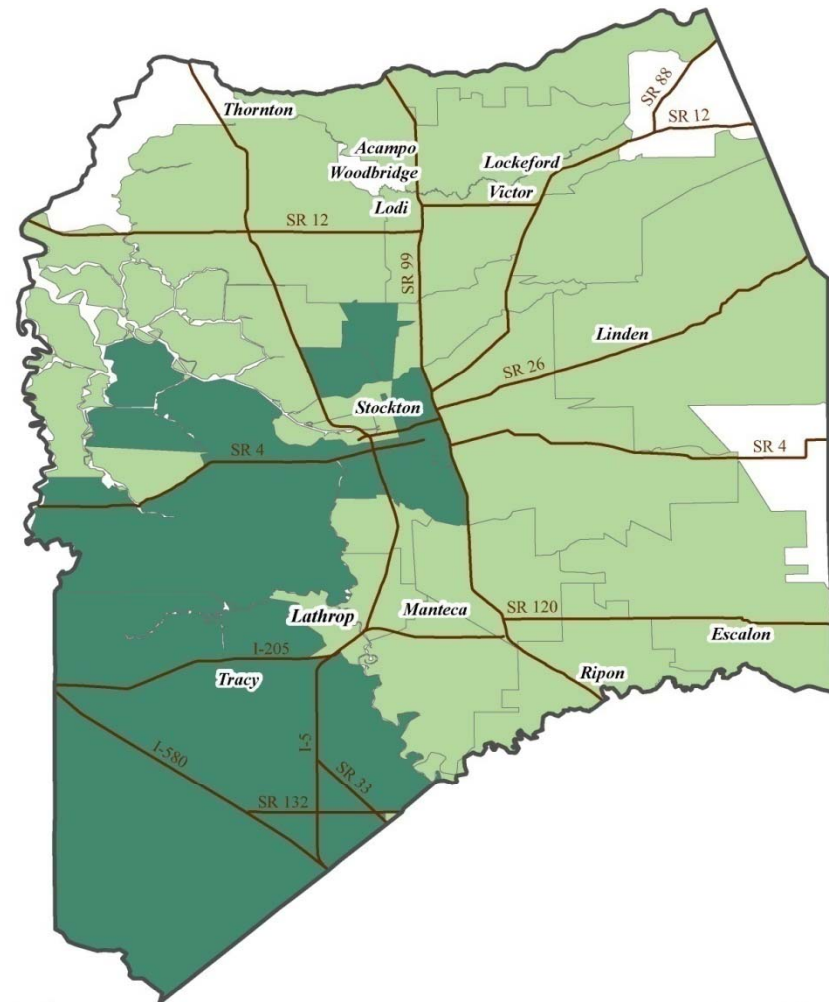 SR 88
Thornton
SR 12
Acampo
Woodbridge
Lockeford
Victor
Lodi
SR 12
SR 99
Linden
SR 26
Stockton
SR 4
SR 4
Lathrop
Manteca
SR 120
Escalon
I-205
Tracy
Ripon
I-5
I-580
SR 33
SR 132